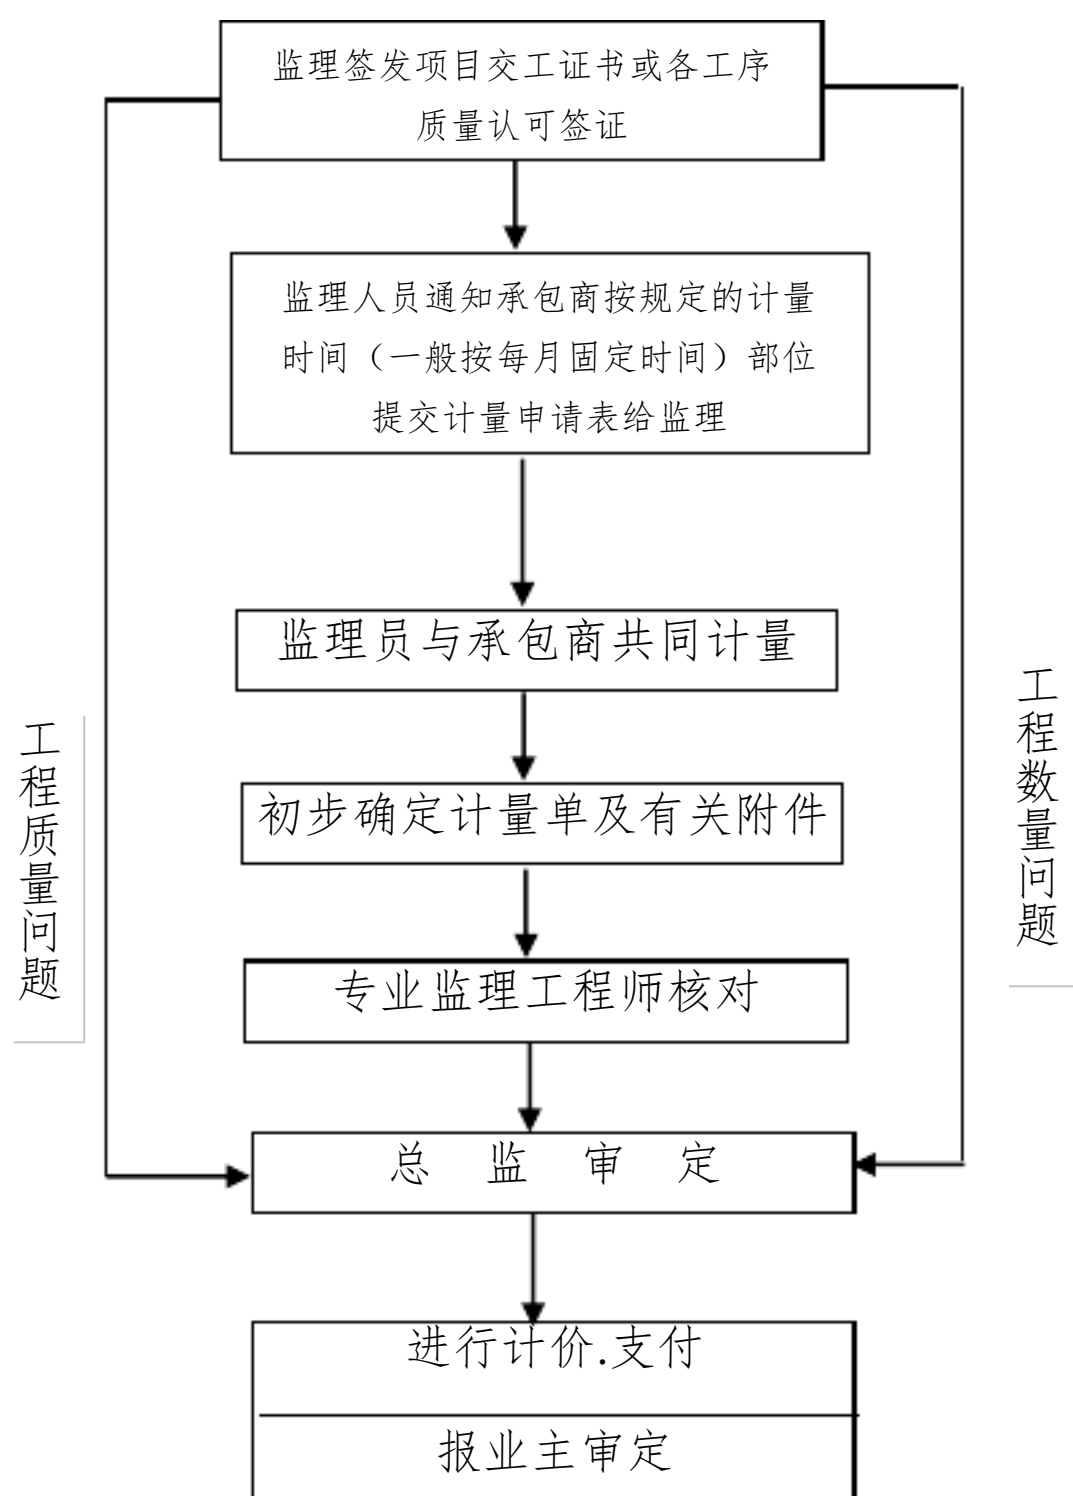 监理签发项目交工证书或各工序
质量认可签证
监理人员通知承包商按规定的计量
时间（一般按每月固定时间）部位
提交计量申请表给监理
监理员与承包商共同计量
初步确定计量单及有关附件
专业监理工程师核对
总 监 审 定
进行计价.支付
报业主审定
工程质量问题
工程数量问题